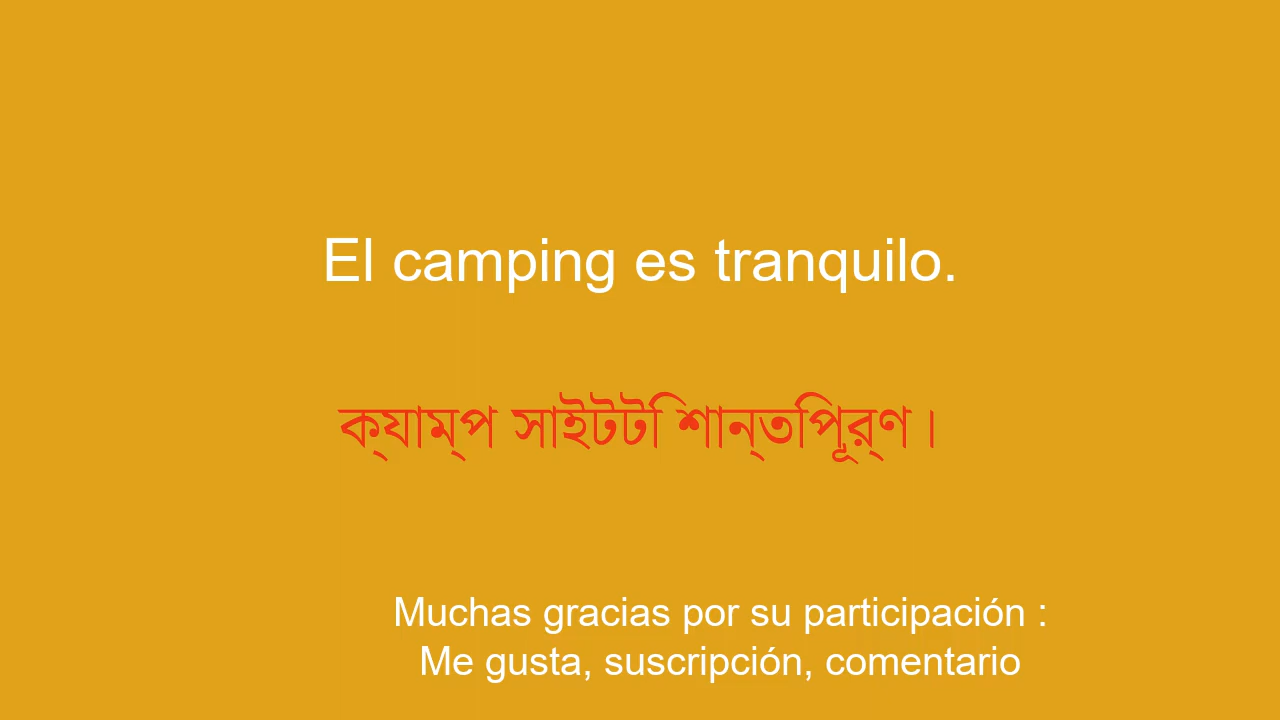 El camping es tranquilo.
ক্যাম্প সাইটটি শান্তিপূর্ণ।
Muchas gracias por su participación :
Me gusta, suscripción, comentario